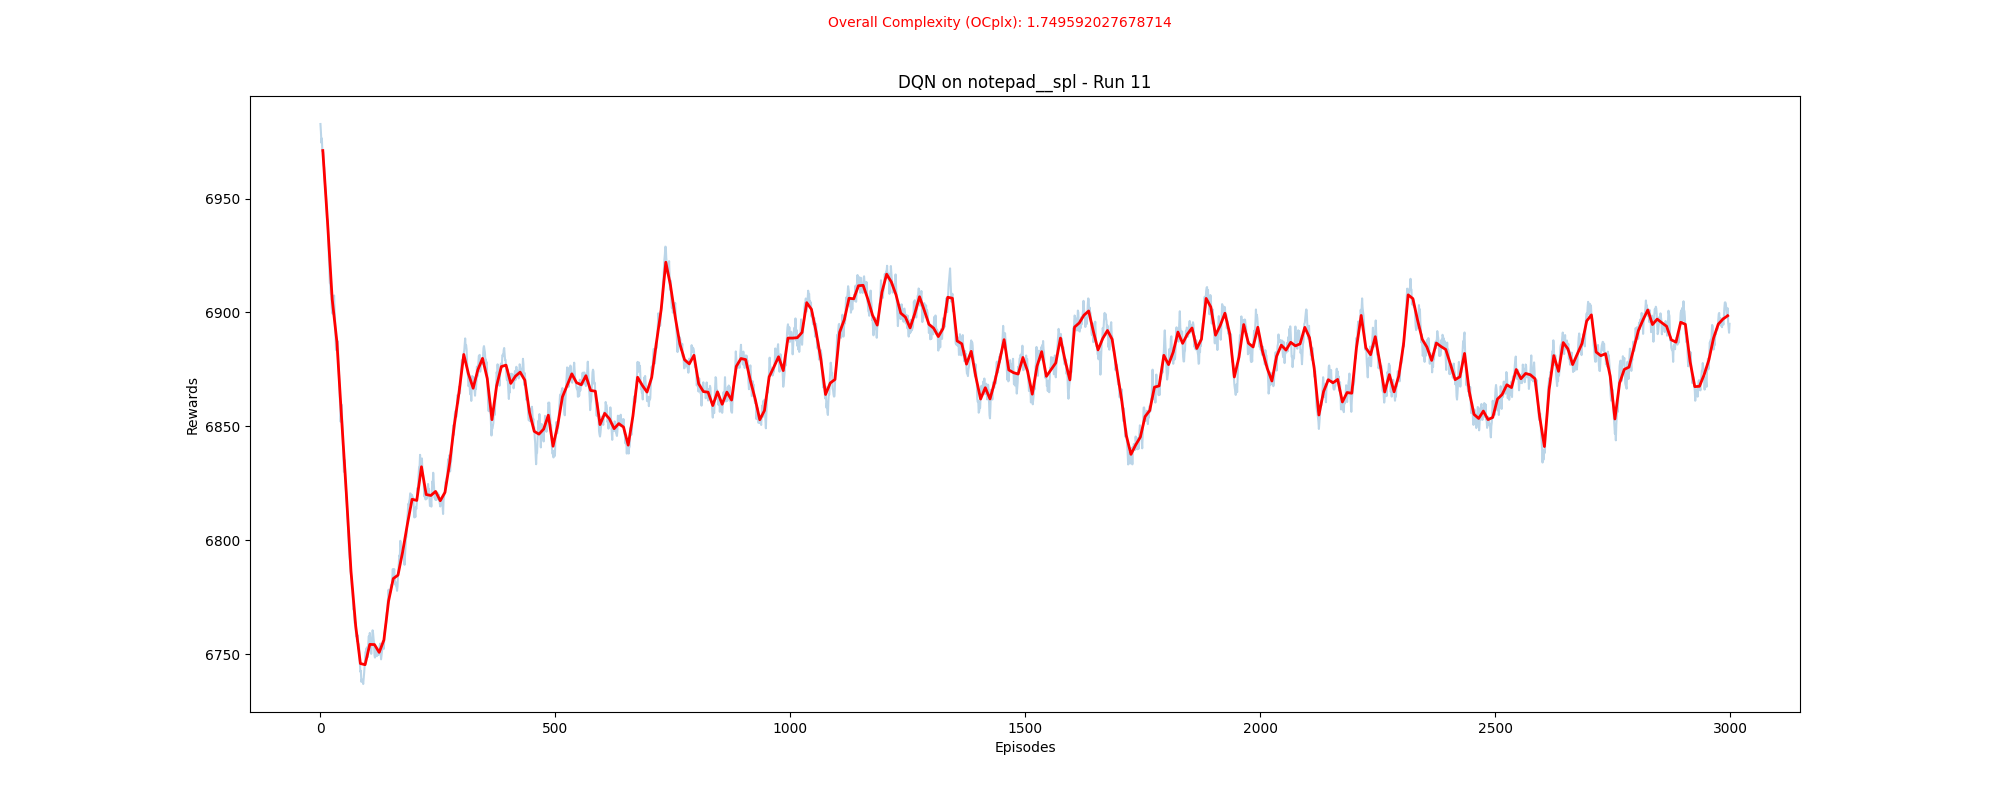 Overall Complexity (OCplx): 1.749592027678714
DQN on notepad__spl - Run 11
Rewards
6950
6900
6850
6800
6750
0 500 1000 1500 2000 2500 3000
Episodes